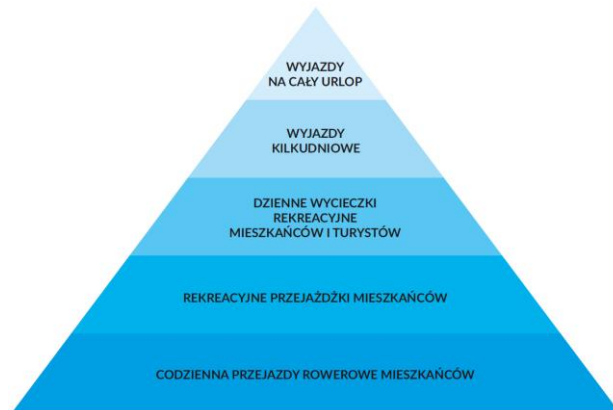 WYJAZDY
NA CAŁY URLOP
WYJAZDY
KILKUDNIOWE
DZIENNE WYCIECZKI
REKREACYJNE
MIESZKAŃCÓW I TURYSTÓW
REKREACYJNE PRZEJAŻDŻKI MIESZKAŃCÓW
CODZIENNA PRZEJAZDY ROWEROWE MIESZKAŃCÓW